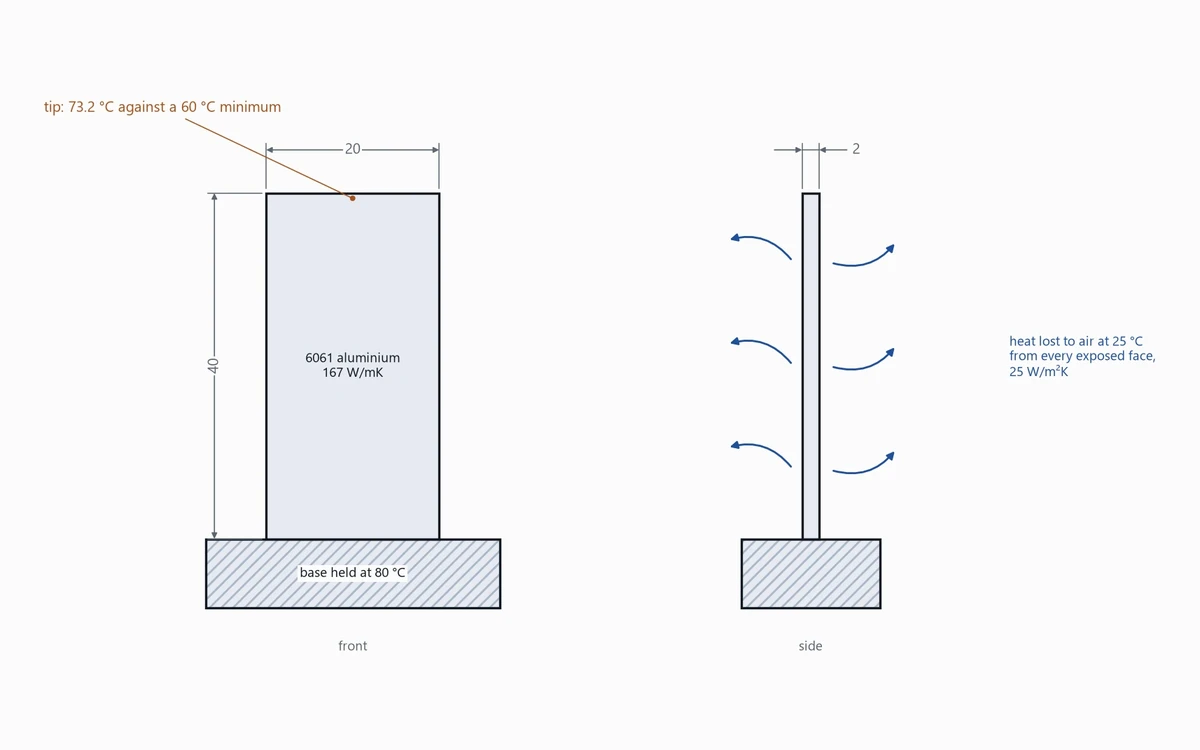 tip: 73.2 °C against a 60 °C minimum
20
2
40
6061 aluminium
167 W/mK
heat lost to air at 25 °C
from every exposed face,
25 W/m²K
base held at 80 °C
front
side